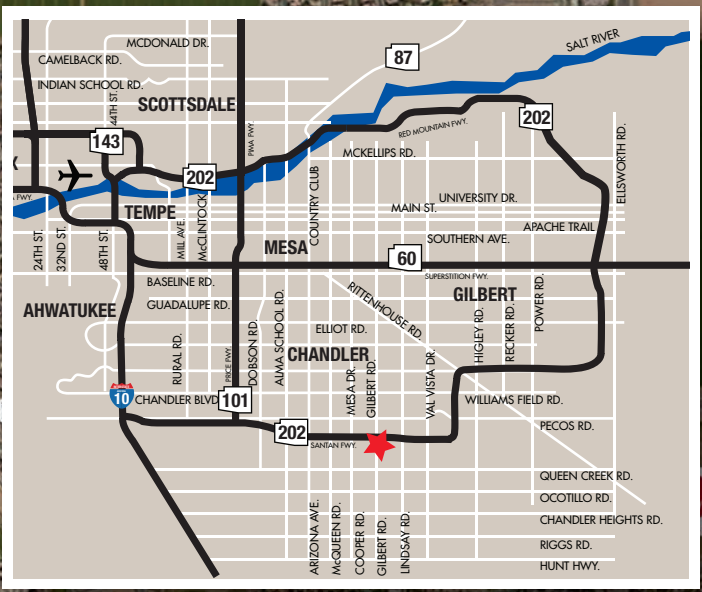 MCDONALD DR.
SALT RIVER
87
CAMELBACK RD.
INDIAN SCHOOL RD.
44TH ST.
SCOTTSDALE
143
PIMA FWY.
RED MOUNTAIN FWY.
202
MCKELLIPS RD.
ELLSWORTH RD.
202
FWY.
TEMPE
MILL AVE.
McCLINTOCK
COUNTRY CLUB
UNIVERSITY DR.
MAIN ST.
APACHE TRAIL
SOUTHERN AVE.
24TH ST.
32ND ST.
48TH ST.
MESA
60
SUPERSTITION FWY.
BASELINE RD.
GUADALUPE RD.
RITTENHOUSE RD.
GILBERT
AHWATUKEE
RURAL RD.
PRICE FWY.
DOBSON RD.
ALMA SCHOOL RD.
ELLIOT RD.
CHANDLER
MESA DR.
GILBERT RD.
VAL VISTA DR.
HIGLEY RD.
RECKER RD.
POWER RD.
10
CHANDLER BLVD
101
WILLIAMS FIELD RD.
202
SANTAN FWY.
PECOS RD.
QUEEN CREEK RD.
OCOTILLO RD.
CHANDLER HEIGHTS RD.
RIGGS RD.
HUNT HWY.
ARIZONA AVE.
McQUEEN RD.
COOPER RD.
GILBERT RD.
LINDSAY RD.